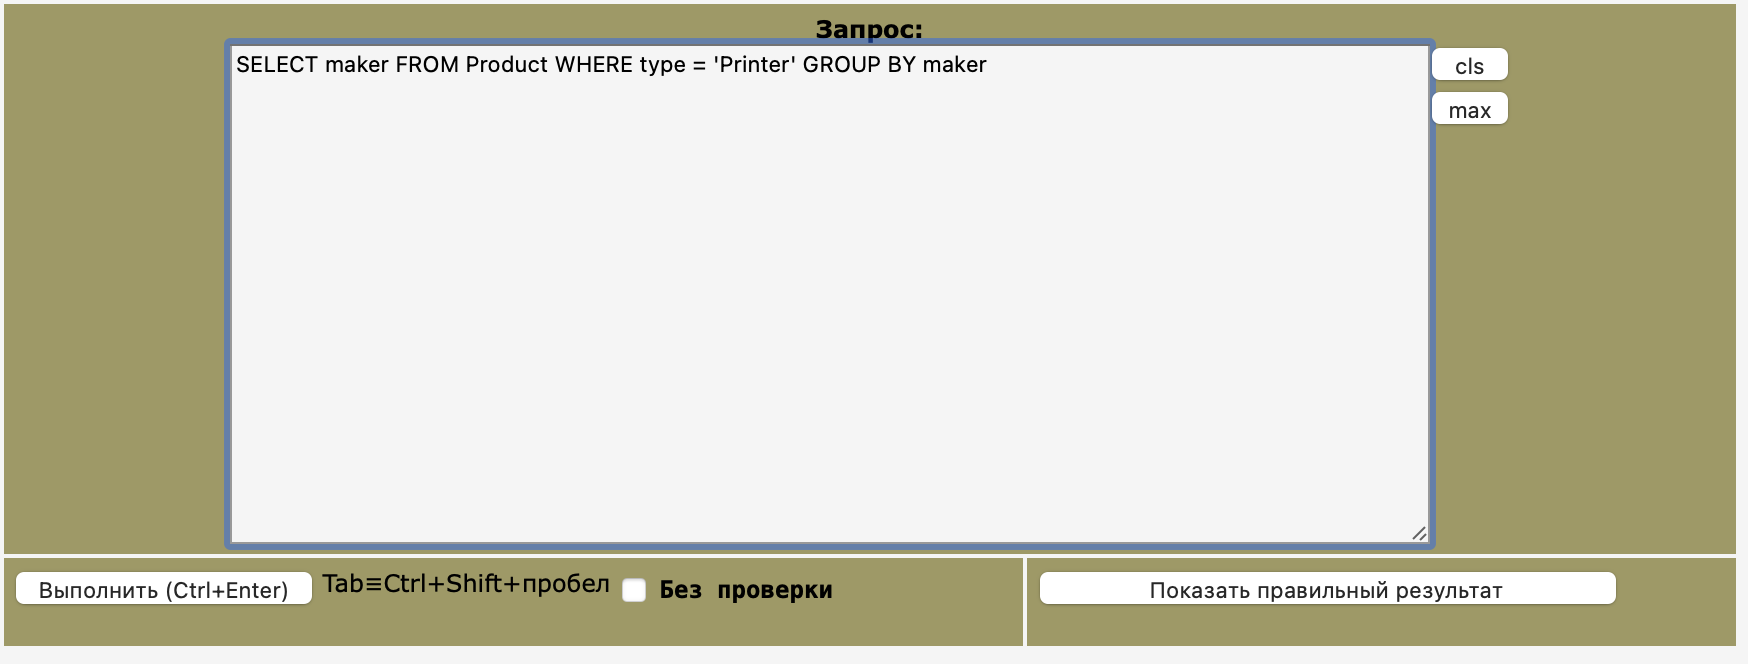 Запрос:
SELECT maker FROM Product WHERE type = 'Printer' GROUP BY maker
cls
max
Выполнить (Ctrl+Enter)
Tab≡Ctrl+Shift+пробел
Без проверки
Показать правильный результат